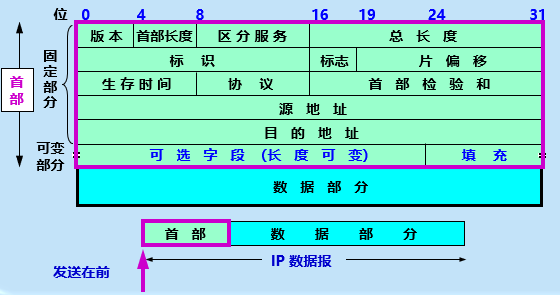 位 0 4 8 16 19 24 31
版 本 首部长度 区 分 服 务 总 长 度
标 识 标志 片 偏 移
生 存 时 间 协 议 首 部 检 验 和
源 地 址
目 的 地 址
可 选 字 段 (长 度 可 变) 填 充
数 据 部 分
首部
固定部分
可变
部分
首 部 数 据 部 分
IP 数据报
发送在前